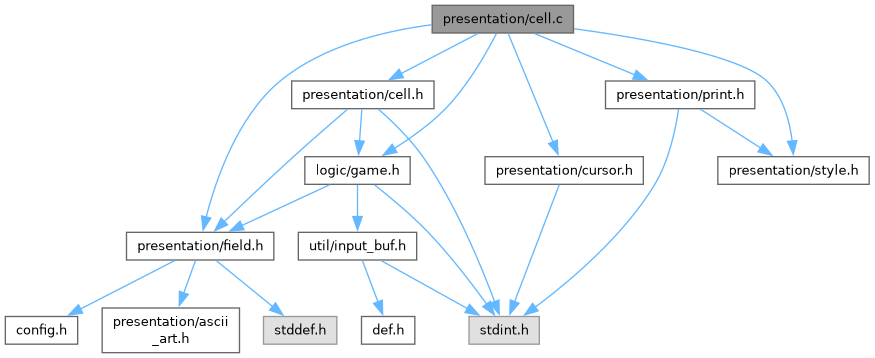 presentation/cell.c
presentation/cell.h
presentation/print.h
logic/game.h
presentation/cursor.h
presentation/style.h
presentation/field.h
util/input_buf.h
config.h
presentation/ascii
_art.h
stddef.h
def.h
stdint.h